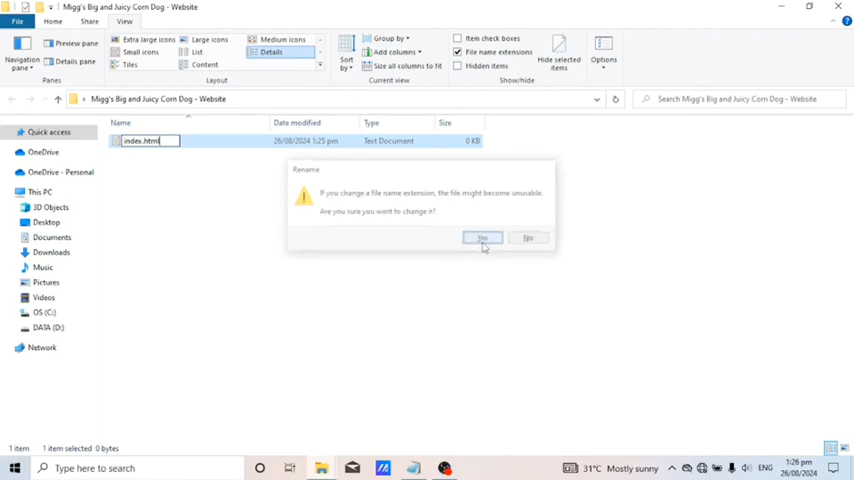 Migg's Big and Juicy Corn Dog - Website
File Home Share View
Preview pane
Details pane
Navigation pane
Panes
Extra large icons Large icons Medium icons
Small icons List Details
Tiles Content
Layout
Sort by
Group by
Add columns
Size all columns to fit
Current view
Item check boxes
File name extensions
Hidden items
Hide selected items
Show/hide
Options
Migg's Big and Juicy Corn Dog - Website
Search Migg's Big and Juicy Corn Dog - Website
Name Date modified Type Size
index.html 26/08/2024 1:25 pm Text Document 0 KB
Quick access
OneDrive
OneDrive - Personal
This PC
3D Objects
Desktop
Documents
Downloads
Music
Pictures
Videos
OS (C:)
DATA (D:)
Network
Rename
If you change a file name extension, the file might become unusable.
Are you sure you want to change it?
Yes No
1 item 1 item selected 0 bytes
Type here to search
31°C Mostly sunny
ENG
1:26 pm
26/08/2024